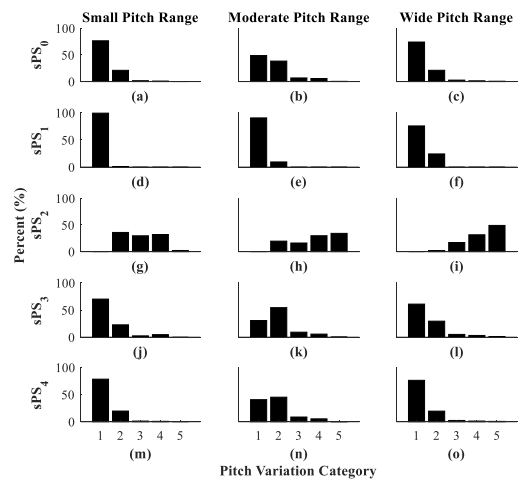 Small Pitch Range Moderate Pitch Range Wide Pitch Range
sPS0
100
50
0
(a) (b) (c)
sPS1
100
50
0
(d) (e) (f)
Percent (%)
sPS2
100
50
0
(g) (h) (i)
sPS3
100
50
0
(j) (k) (l)
sPS4
100
50
0
1 2 3 4 5 1 2 3 4 5 1 2 3 4 5
(m) (n) (o)
Pitch Variation Category